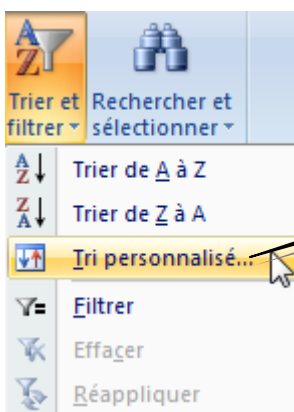 Trier et Rechercher et
filtrer sélectionner
Trier de A à Z
Trier de Z à A
Tri personnalisé...
Filtrer
Effacer
Réappliquer